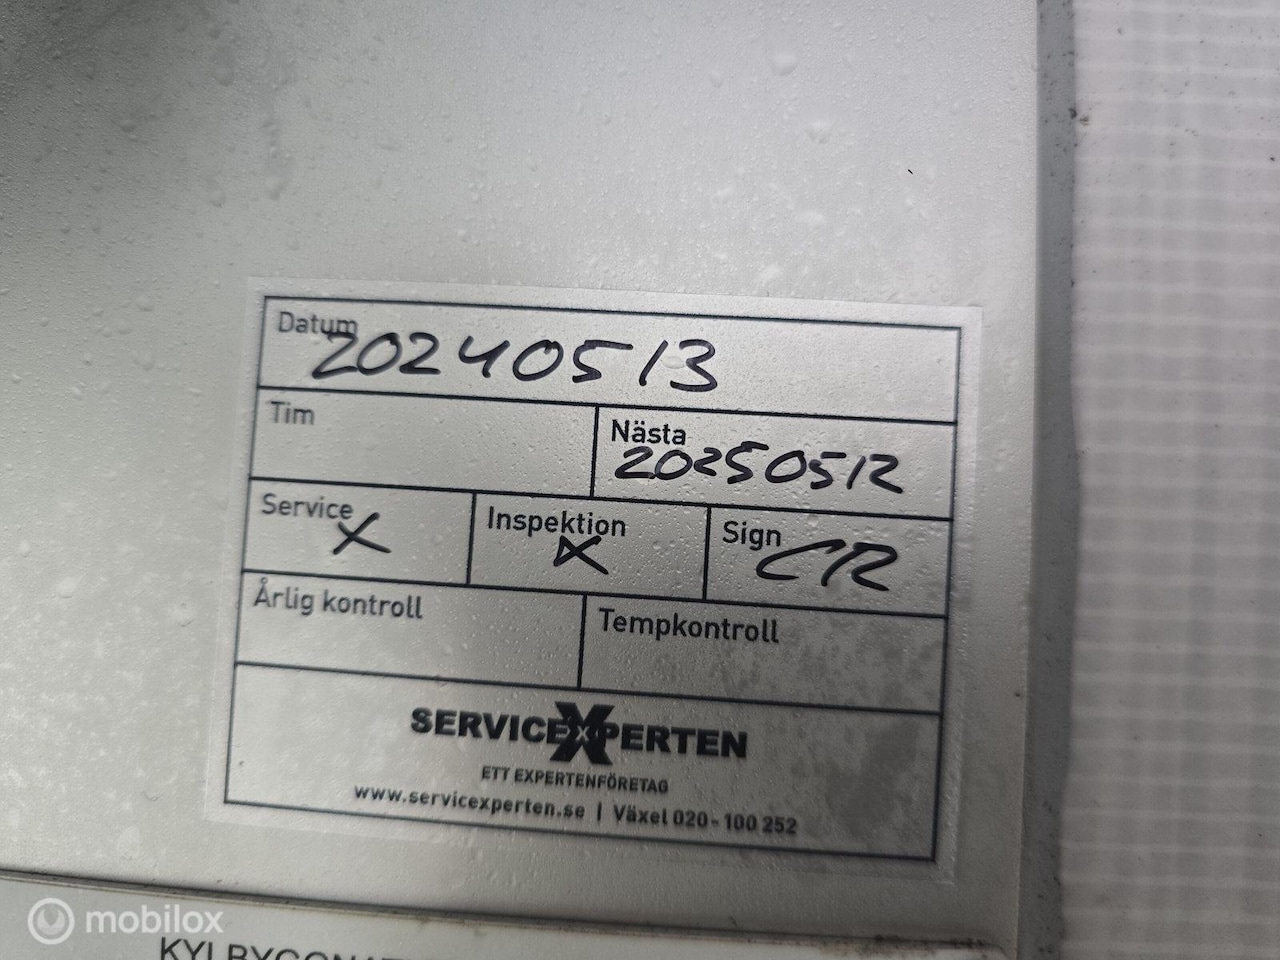 Datum
20240513
Tim
Nästa
20250512
Service
X
Inspektion
X
Sign
CR
Årlig kontroll
Tempkontroll
SERVICEXPERTEN
ETT EXPERTENFÖRETAG
www.servicexperten.se | Växel 020-100 252
mobilox